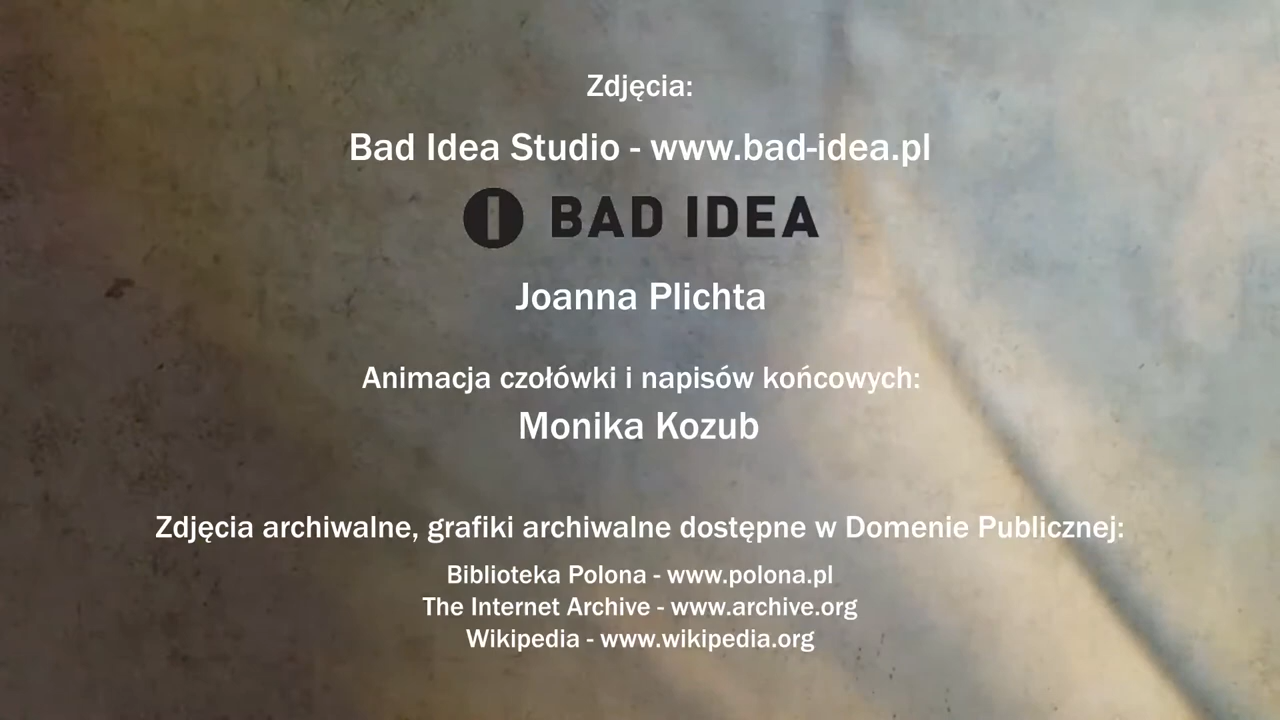 Zdjęcia:
Bad Idea Studio - www.bad-idea.pl
BAD IDEA
Joanna Plichta
Animacja czołówki i napisów końcowych:
Monika Kozub
Zdjęcia archiwalne, grafiki archiwalne dostępne w Domenie Publicznej:
Biblioteka Polona - www.polona.pl
The Internet Archive - www.archive.org
Wikipedia - www.wikipedia.org